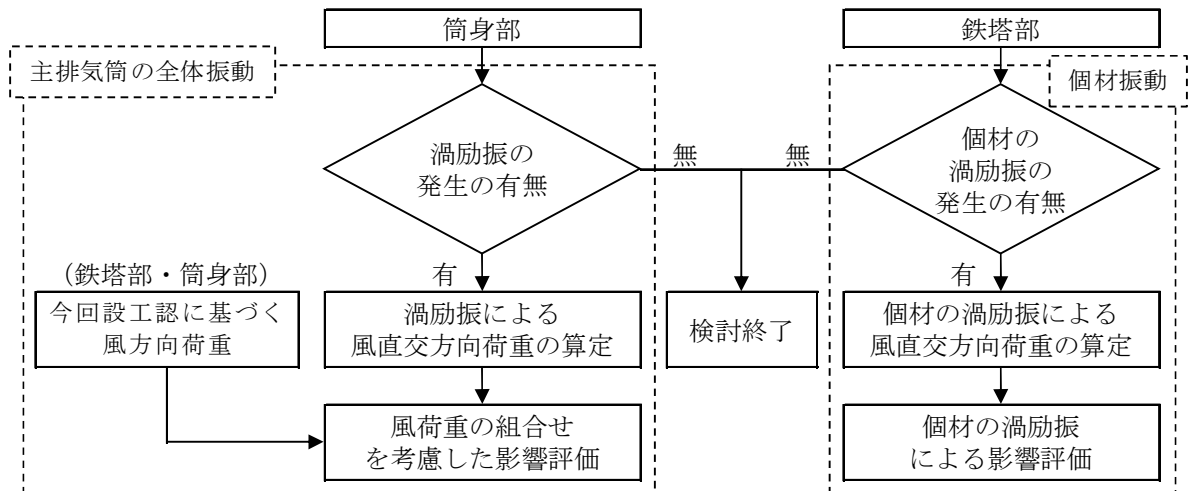 筒身部
鉄塔部
主排気筒の全体振動
個材振動
渦励振の
発生の有無
無
無
個材の
渦励振の
発生の有無
（鉄塔部・筒身部）
有
有
今回設工認に基づく
風方向荷重
渦励振による
風直交方向荷重の算定
検討終了
個材の渦励振による
風直交方向荷重の算定
風荷重の組合せ
を考慮した影響評価
個材の渦励振
による影響評価